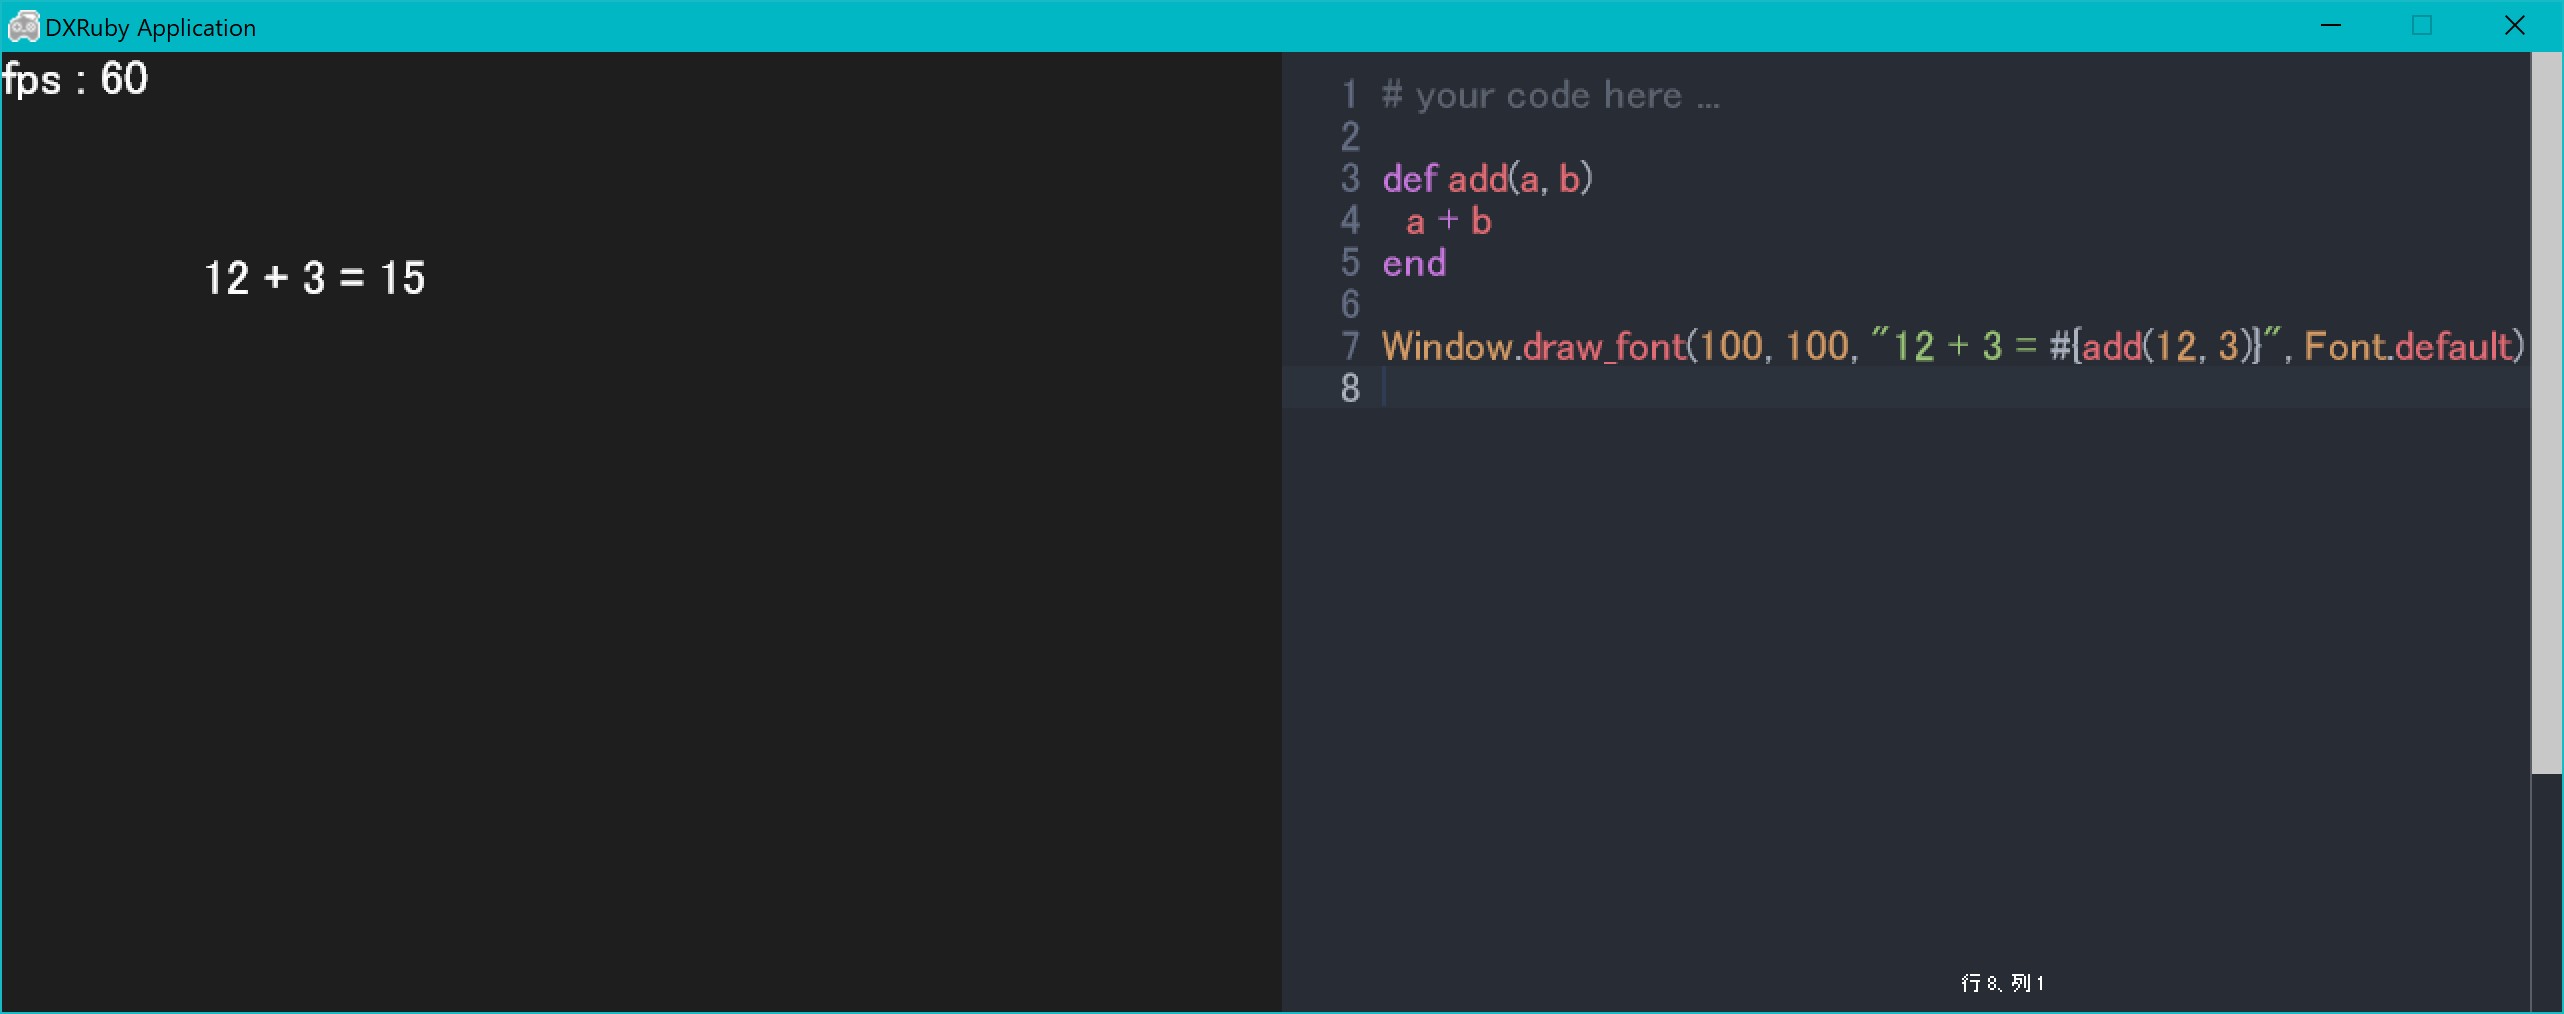 DXRuby Application
fps : 60
12 + 3 = 15
1 # your code here ...
2
3 def add(a, b)
4   a + b
5 end
6
7 Window.draw_font(100, 100, "12 + 3 = #{add(12, 3)}", Font.default)
8
行 8、列 1